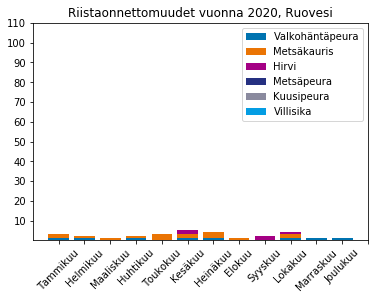 Riistaonnettomuudet vuonna 2020, Ruovesi
110
100
90
80
70
60
50
40
30
20
10
Valkohäntäpeura
Metsäkauris
Hirvi
Metsäpeura
Kuusipeura
Villisika
Tammikuu
Helmikuu
Maaliskuu
Huhtikuu
Toukokuu
Kesäkuu
Heinäkuu
Elokuu
Syyskuu
Lokakuu
Marraskuu
Joulukuu